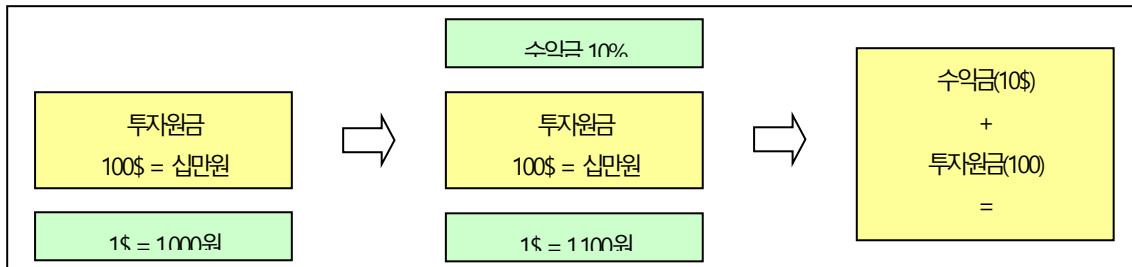 수익금 10%
투자원금
100$ = 십만원
1$ = 1000원
투자원금
100$ = 십만원
1$ = 1100원
수익금(10$)
+
투자원금(100)
=